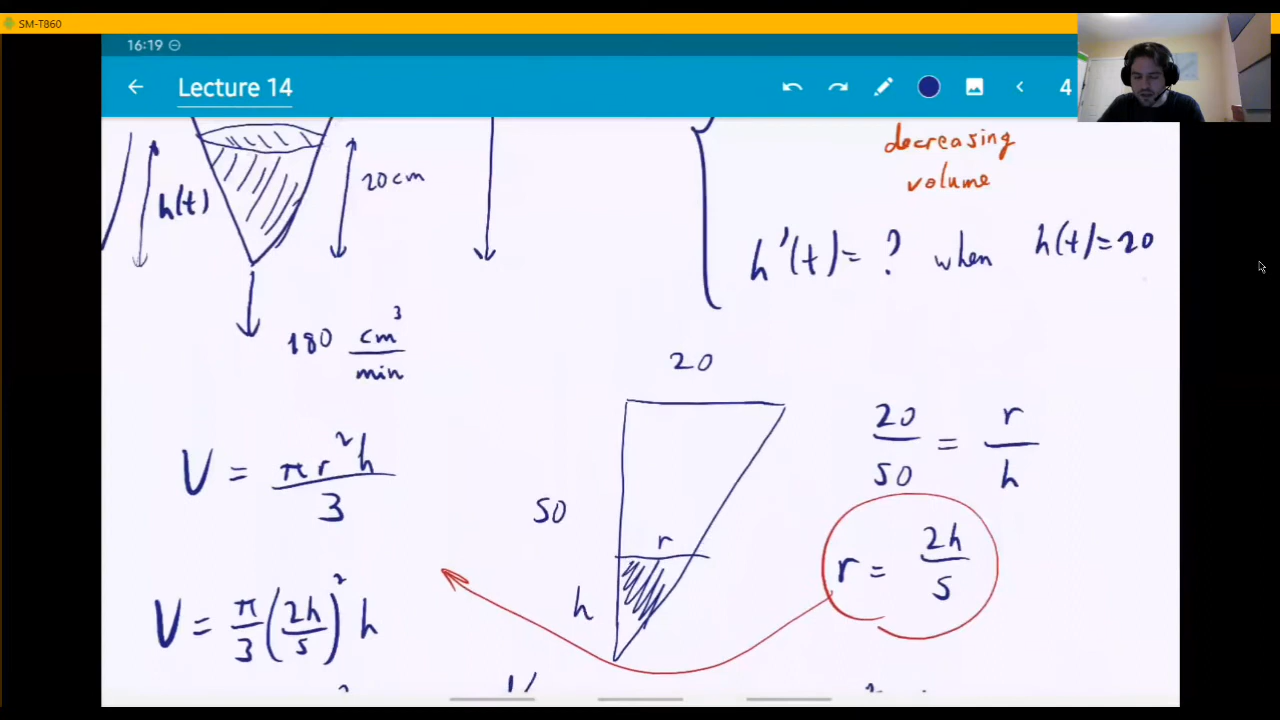 SM-T860
16:19
Lecture 14
4
decreasing
volume
h(t)
20cm
h'(t)= ? when h(t)=20
180 cm³/min
20
20/50 = r/h
V = πr²h/3
50
r
r = 2h/5
h
V = π/3 (2h/5)² h